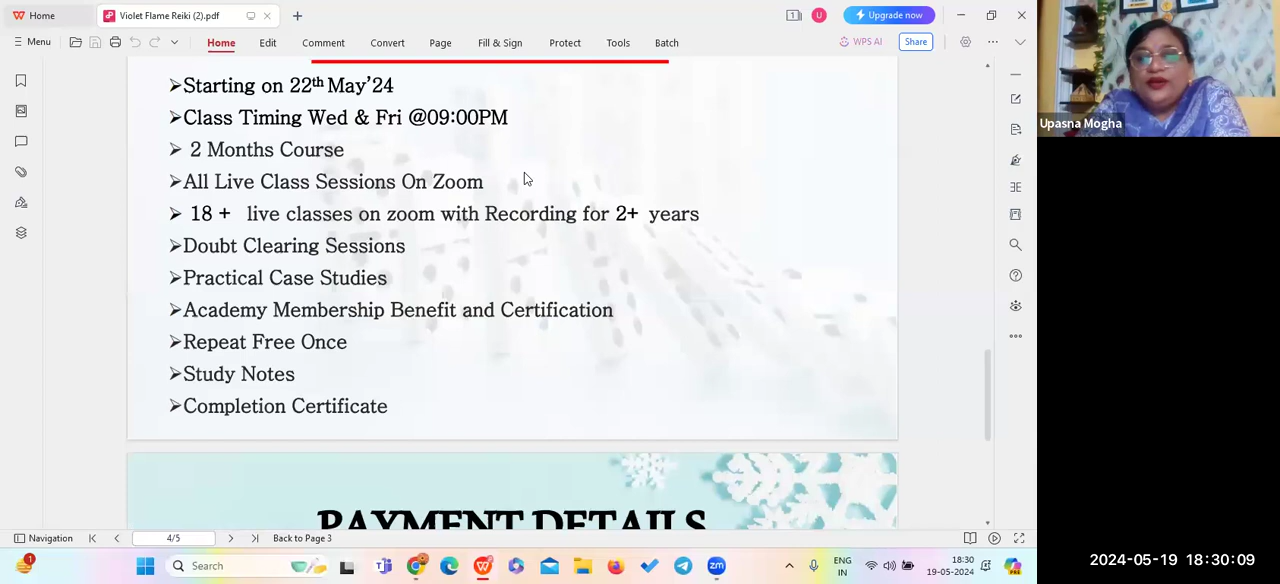 Home
Violet Flame Reiki (2).pdf
1
U
Upgrade now
Menu
Home
Edit
Comment
Convert
Page
Fill & Sign
Protect
Tools
Batch
WPS AI
Share
➢Starting on 22th May'24
➢Class Timing Wed & Fri @09:00PM
➢ 2 Months Course
➢All Live Class Sessions On Zoom
➢ 18 + live classes on zoom with Recording for 2+ years
➢Doubt Clearing Sessions
➢Practical Case Studies
➢Academy Membership Benefit and Certification
➢Repeat Free Once
➢Study Notes
➢Completion Certificate
PAYMENT DETAILS
Upasna Mogha
Navigation
4/5
Back to Page 3
1
Search
zm
ENG
IN
18:30
19-05-2024
PRE
2024-05-19 18:30:09